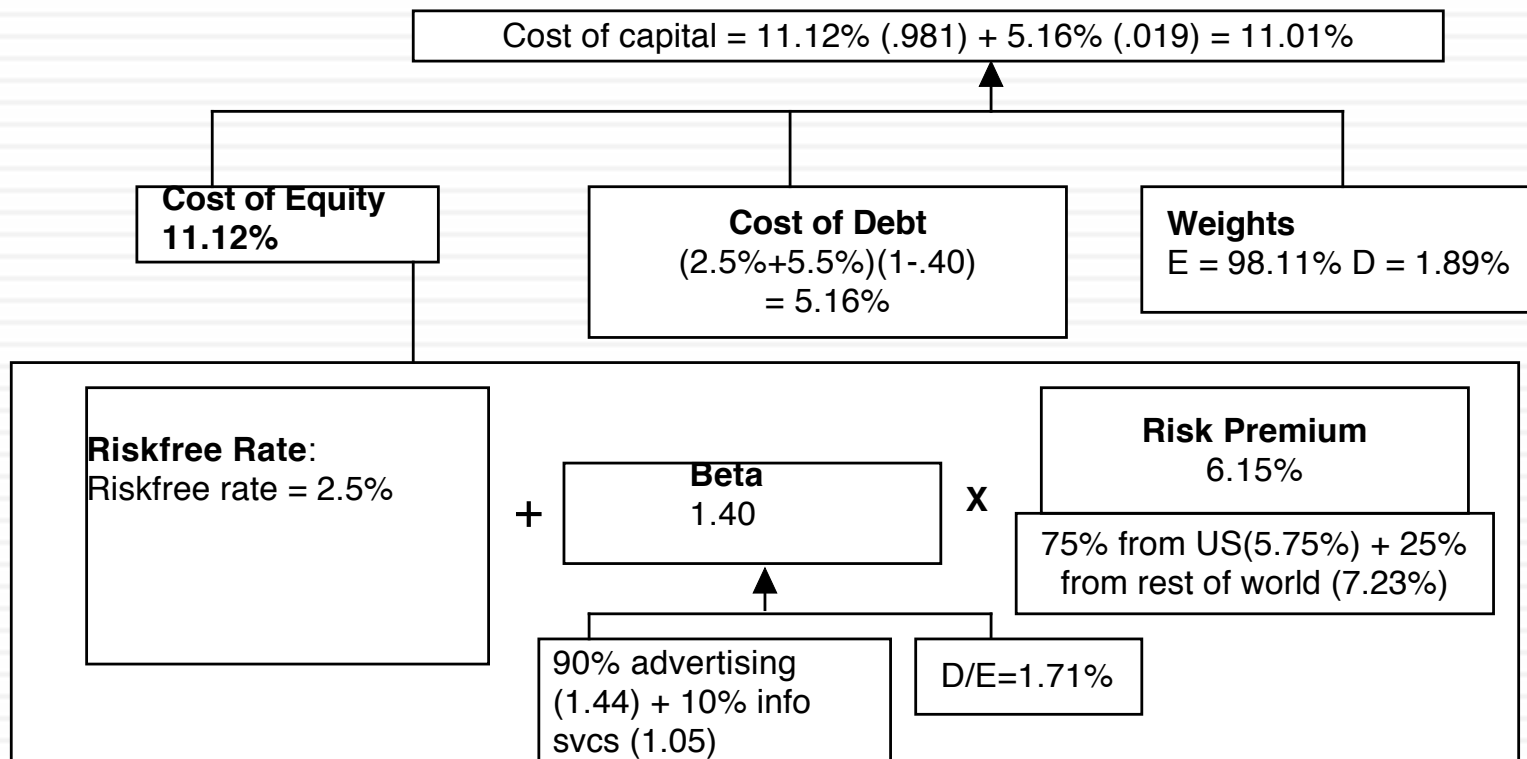 Cost of capital = 11.12% (.981) + 5.16% (.019) = 11.01%
Cost of Equity
11.12%
Cost of Debt
(2.5%+5.5%)(1-.40)
= 5.16%
Weights
E = 98.11% D = 1.89%
Riskfree Rate:
Riskfree rate = 2.5%
+
Beta
1.40
X
Risk Premium
6.15%
75% from US(5.75%) + 25%
from rest of world (7.23%)
90% advertising
(1.44) + 10% info
svcs (1.05)
D/E=1.71%